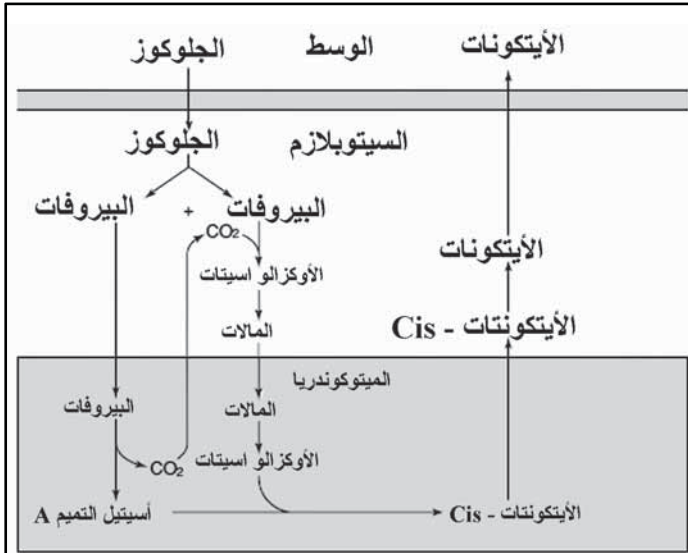 الجلوكوز الوسط الأيتكونات
الجلوكوز السيتوبلازم
البيروفات + البيروفات
CO2
الأوكزالو اسيتات
الأيتكونات
المالات
Cis - الأيتكونتات
الميتوكوندريا
البيروفات
المالات
CO2
الأوكزالو اسيتات
أسيتيل التميم A
Cis - الأيتكونتات